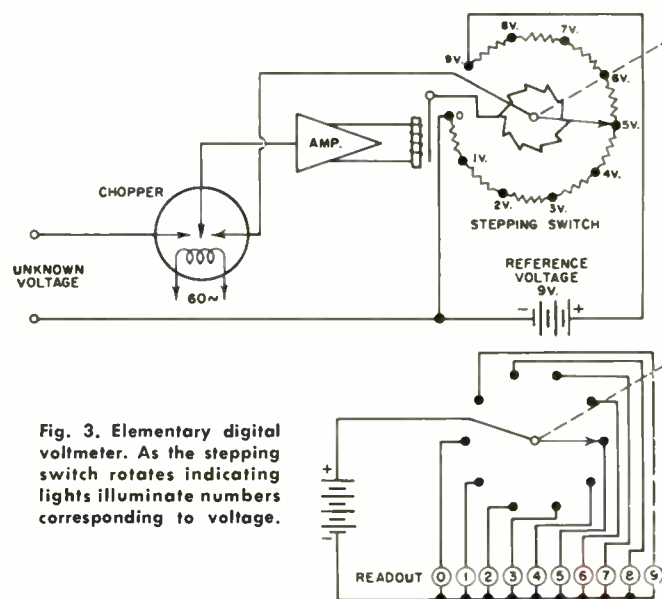 9V.
8V.
7V.
6V.
5V.
4V.
3V.
2V.
1V.
0
STEPPING SWITCH
AMP.
CHOPPER
UNKNOWN
VOLTAGE
60~
REFERENCE
VOLTAGE
9V.
- +
Fig. 3. Elementary digital
voltmeter. As the stepping
switch rotates indicating
lights illuminate numbers
corresponding to voltage.
+
-
READOUT 0 1 2 3 4 5 6 7 8 9